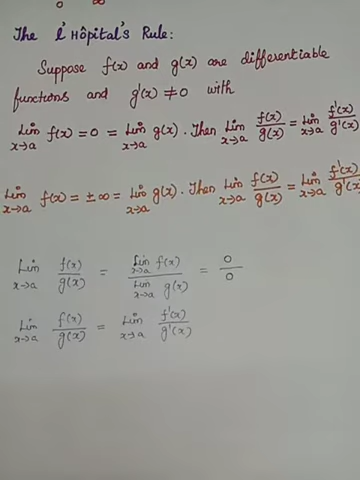 0 ∞
The l'Hôpital's Rule:
Suppose f(x) and g(x) are differentiable
functions and g'(x) ≠ 0 with
Lim x→a f(x) = 0 = Lim x→a g(x). Then Lim x→a f(x)/g(x) = Lim x→a f'(x)/g'(x)
Lim x→a f(x) = ±∞ = Lim x→a g(x). Then Lim x→a f(x)/g(x) = Lim x→a f'(x)/g'(x)
Lim x→a f(x)/g(x) = Lim x→a f(x)/Lim x→a g(x) = 0/0
Lim x→a f(x)/g(x) = Lim x→a f'(x)/g'(x)